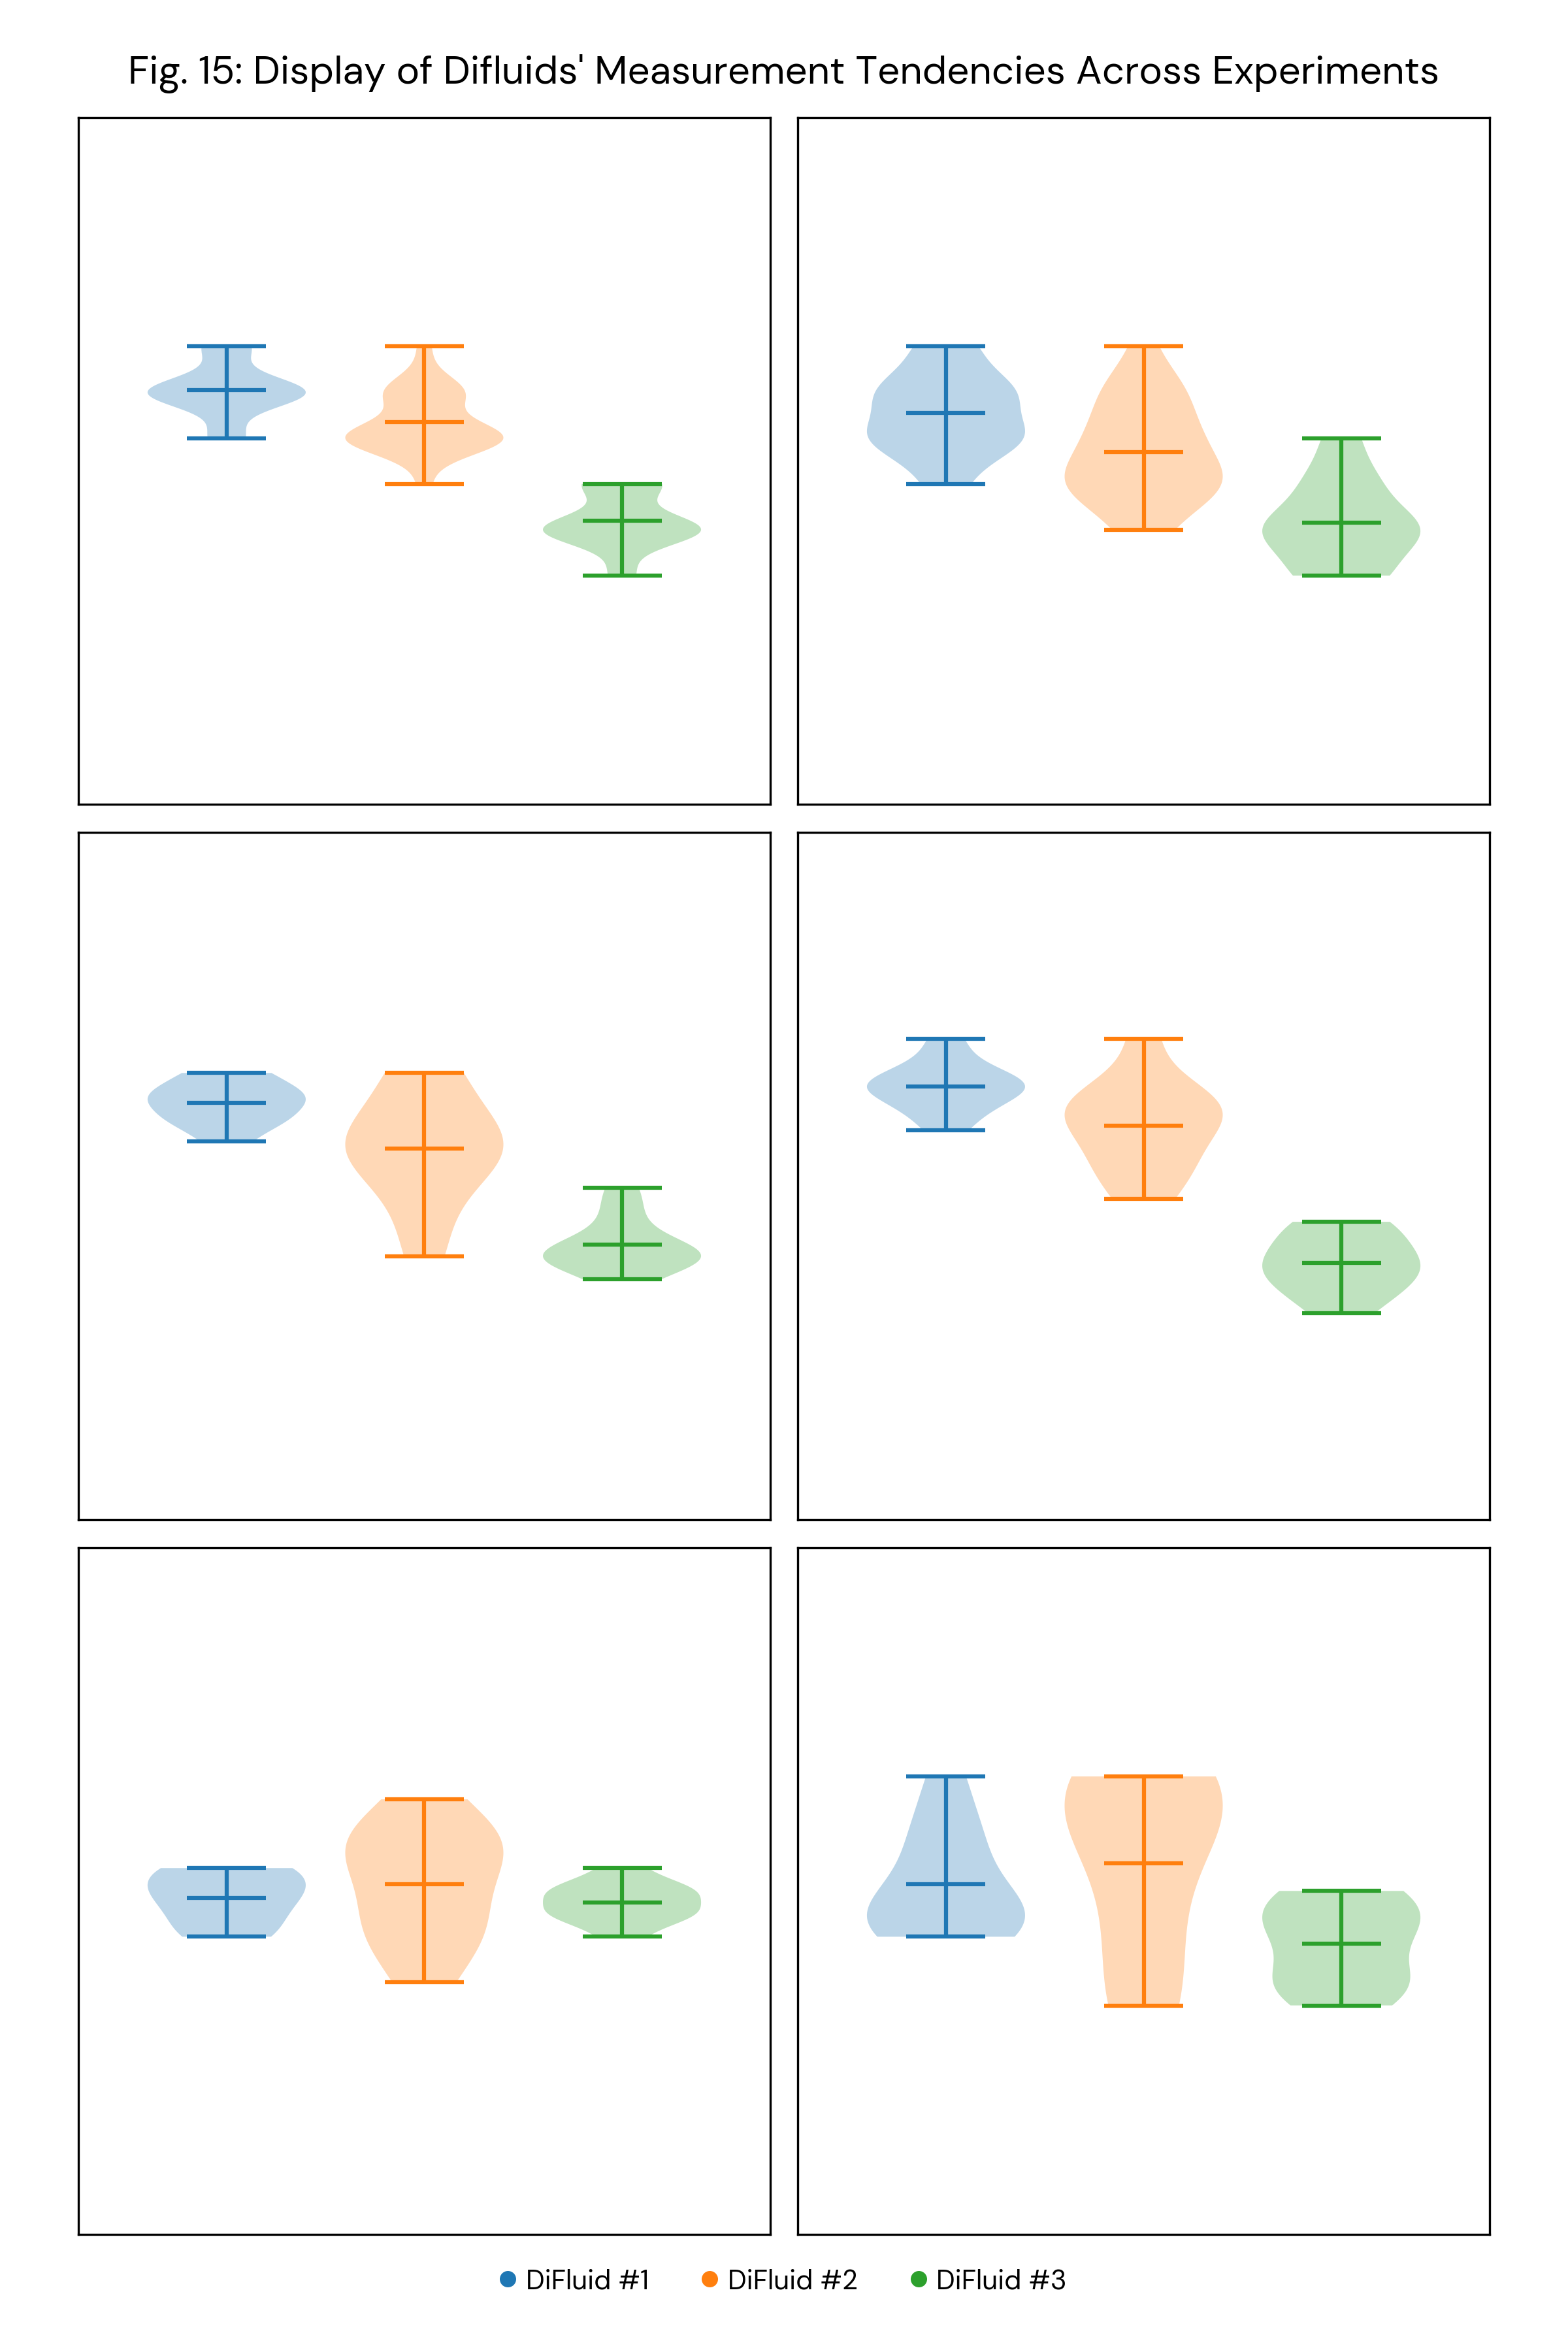 Fig. 15: Display of Difluids' Measurement Tendencies Across Experiments
DiFluid #1 DiFluid #2 DiFluid #3